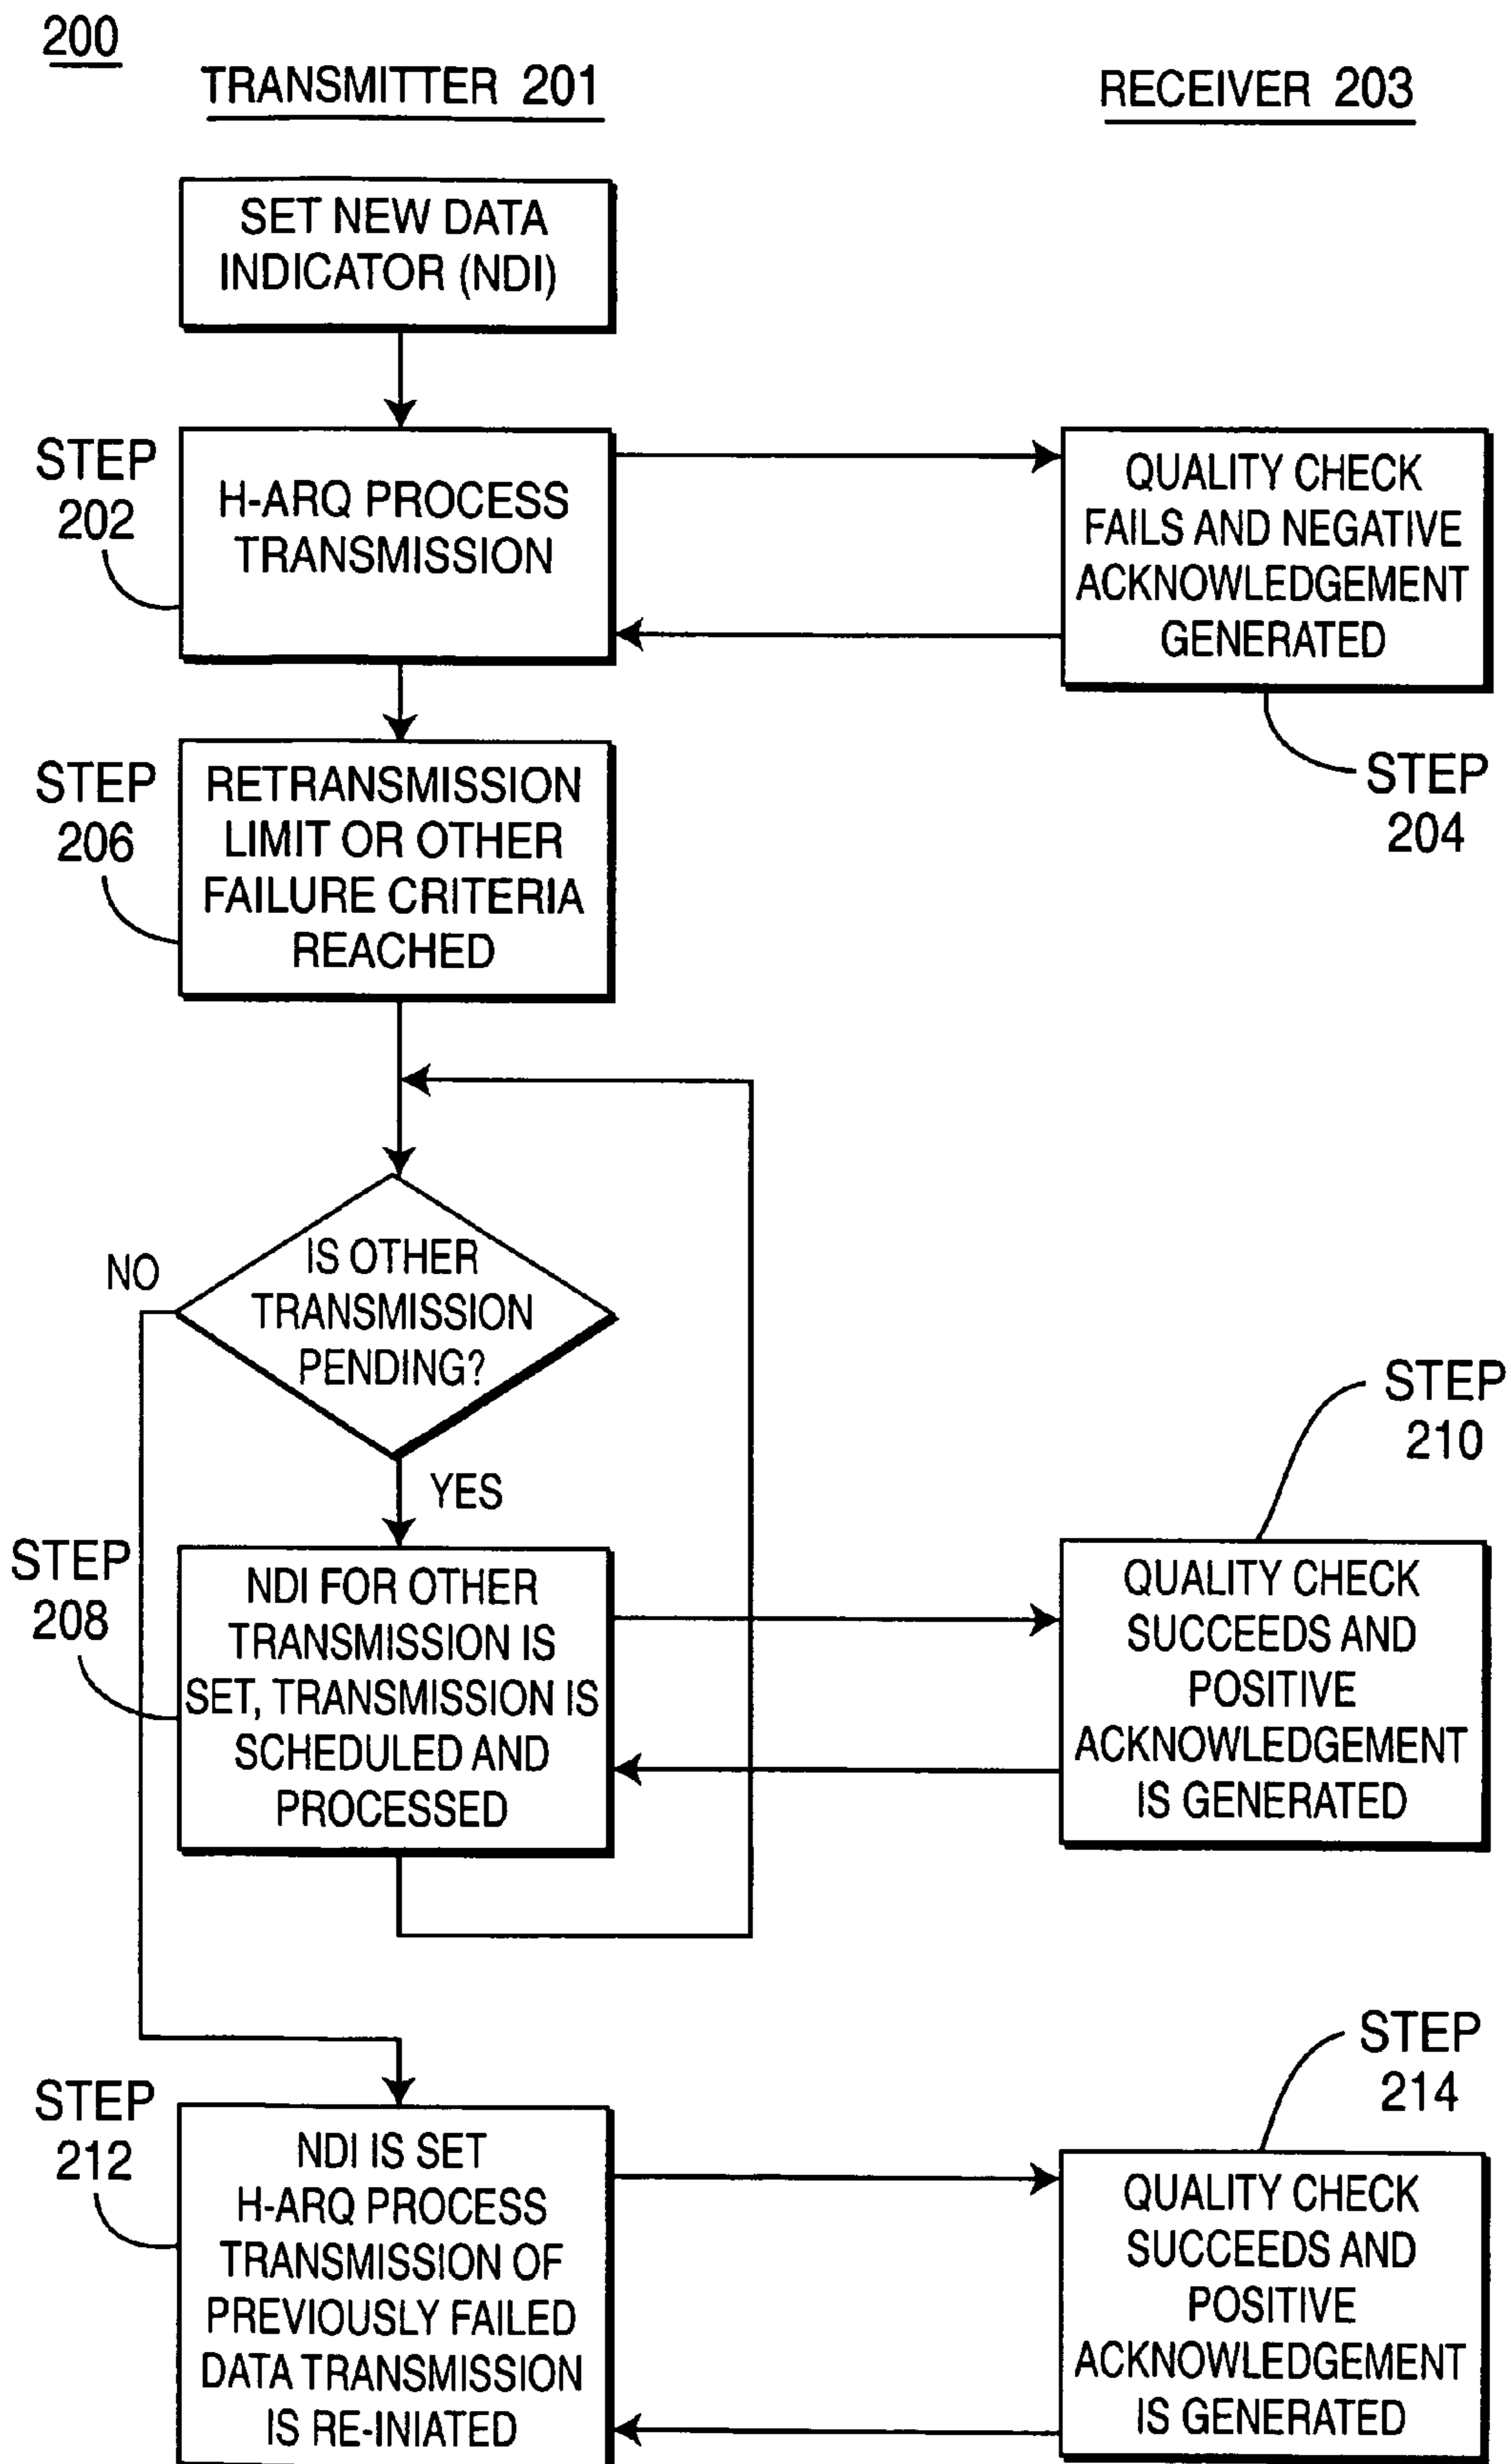 200
TRANSMITTER 201
RECEIVER 203
SET NEW DATA
INDICATOR (NDI)
STEP
202
H-ARQ PROCESS
TRANSMISSION
QUALITY CHECK
FAILS AND NEGATIVE
ACKNOWLEDGEMENT
GENERATED
STEP
204
STEP
206
RETRANSMISSION
LIMIT OR OTHER
FAILURE CRITERIA
REACHED
NO
IS OTHER
TRANSMISSION
PENDING?
YES
STEP
208
NDI FOR OTHER
TRANSMISSION IS
SET, TRANSMISSION IS
SCHEDULED AND
PROCESSED
STEP
210
QUALITY CHECK
SUCCEEDS AND
POSITIVE
ACKNOWLEDGEMENT
IS GENERATED
STEP
212
NDI IS SET
H-ARQ PROCESS
TRANSMISSION OF
PREVIOUSLY FAILED
DATA TRANSMISSION
IS RE-INIATED
STEP
214
QUALITY CHECK
SUCCEEDS AND
POSITIVE
ACKNOWLEDGEMENT
IS GENERATED